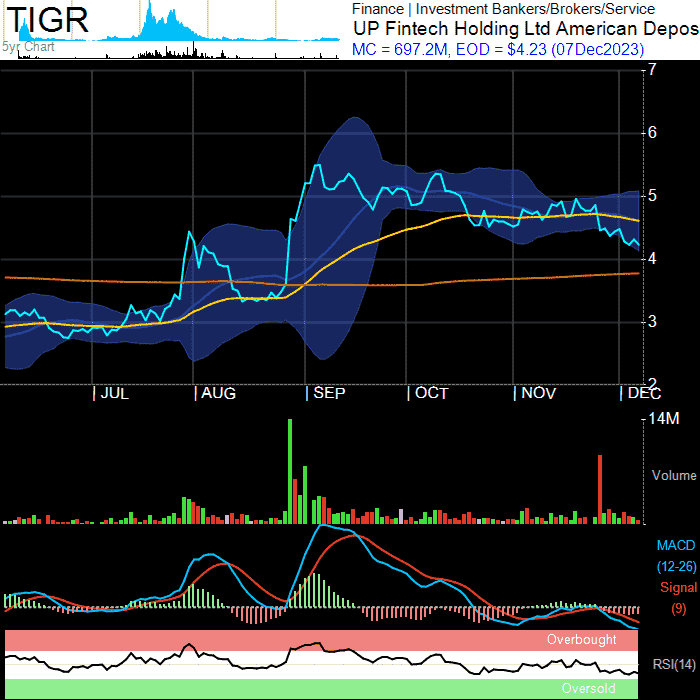 TIGR
5yr Chart
Finance | Investment Bankers/Brokers/Service
UP Fintech Holding Ltd American Depos
MC = 697.2M, EOD = $4.23 (07Dec2023)
7
6
5
4
3
2
| JUL | AUG | SEP | OCT | NOV | DEC
14M
Volume
MACD
(12-26)
Signal
(9)
Overbought
RSI(14)
Oversold